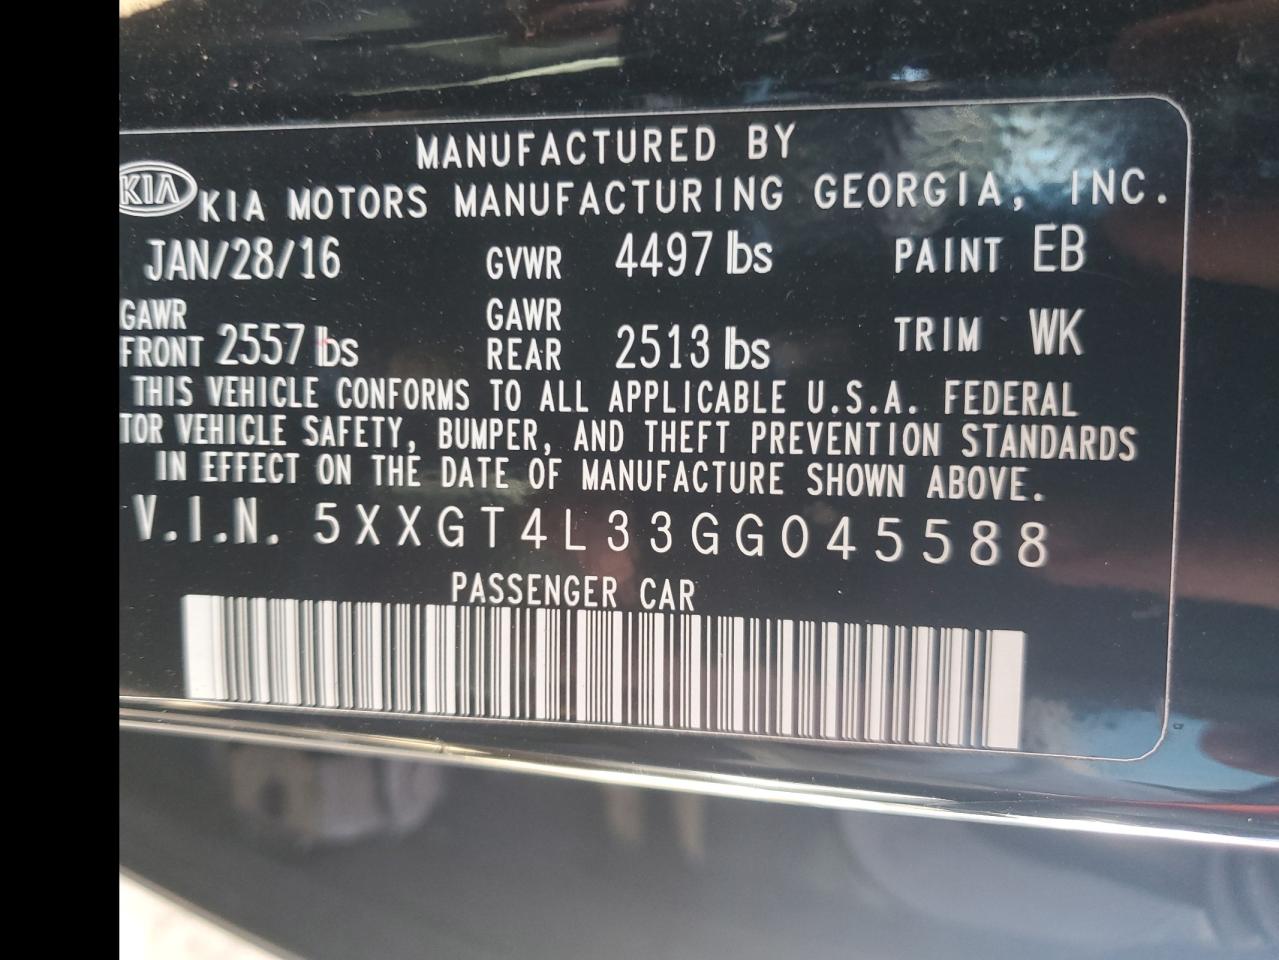 MANUFACTURED BY
KIA KIA MOTORS MANUFACTURING GEORGIA, INC.
JAN/28/16 GVWR 4497 lbs PAINT EB
GAWR FRONT 2557 lbs GAWR REAR 2513 lbs TRIM WK
THIS VEHICLE CONFORMS TO ALL APPLICABLE U.S.A. FEDERAL
TOR VEHICLE SAFETY, BUMPER, AND THEFT PREVENTION STANDARDS
IN EFFECT ON THE DATE OF MANUFACTURE SHOWN ABOVE.
V.I.N. 5XXGT4L33GG045588
PASSENGER CAR